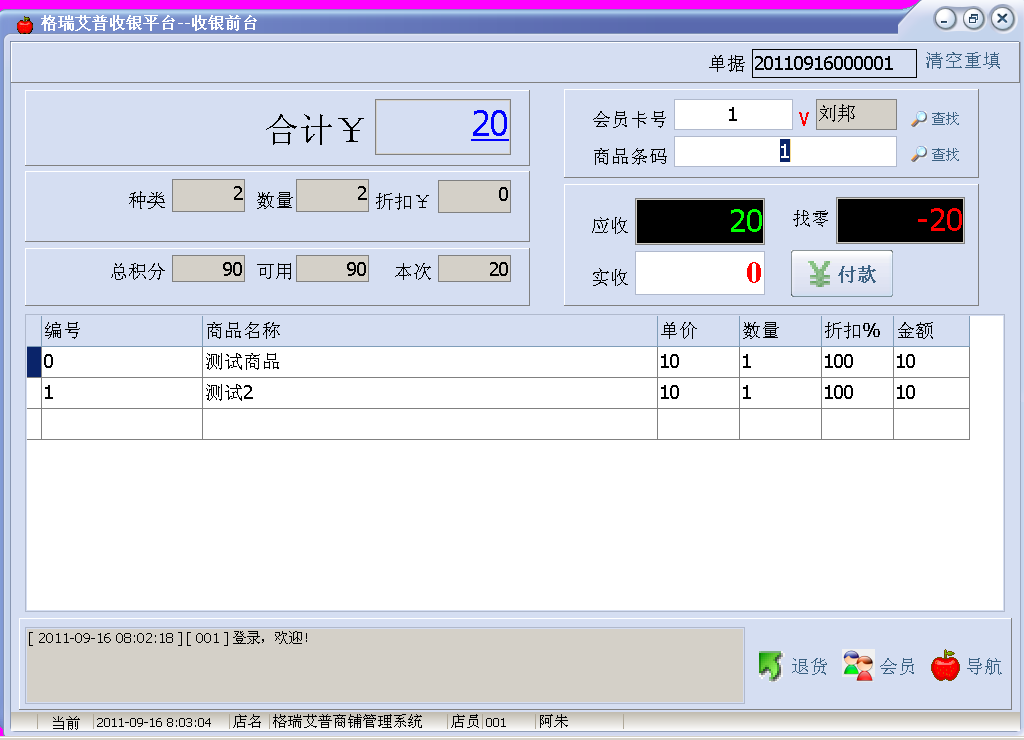 格瑞艾普收银平台--收银前台
单据 20110916000001 清空重填
合计￥ 20
会员卡号 1 V 刘邦 查找
商品条码 1 查找
种类 2 数量 2 折扣￥ 0
应收 20 找零 -20
总积分 90 可用 90 本次 20
实收 0 ￥ 付款
编号 商品名称 单价 数量 折扣% 金额
0 测试商品 10 1 100 10
1 测试2 10 1 100 10
[ 2011-09-16 08:02:18 ] [ 001 ] 登录，欢迎!
退货 会员 导航
当前 2011-09-16 8:03:04 店名 格瑞艾普商铺管理系统 店员 001 阿朱